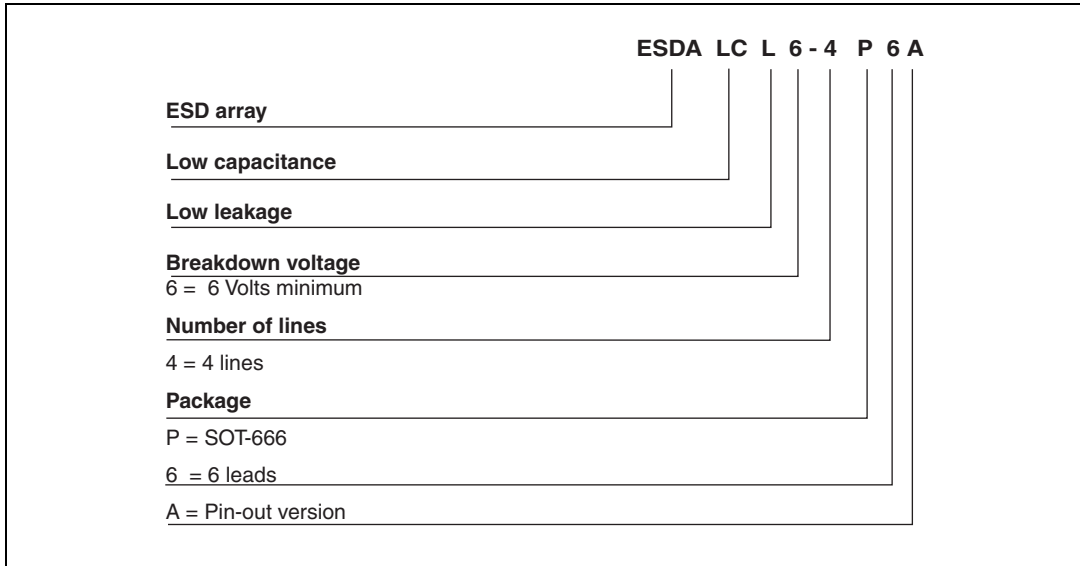 ESDA LC L 6 - 4 P 6 A
ESD array
Low capacitance
Low leakage
Breakdown voltage
6 = 6 Volts minimum
Number of lines
4 = 4 lines
Package
P = SOT-666
6 = 6 leads
A = Pin-out version